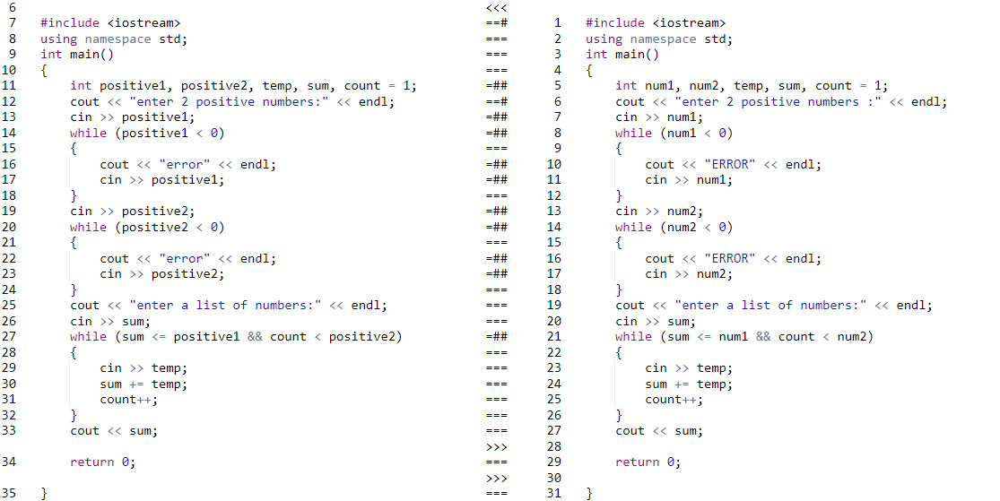 6 <<<
7 #include <iostream> ==# 1 #include <iostream>
8 using namespace std; === 2 using namespace std;
9 int main() === 3 int main()
10 { === 4 {
11 int positive1, positive2, temp, sum, count = 1; =## 5 int num1, num2, temp, sum, count = 1;
12 cout << "enter 2 positive numbers:" << endl; ==# 6 cout << "enter 2 positive numbers :" << endl;
13 cin >> positive1; =## 7 cin >> num1;
14 while (positive1 < 0) =## 8 while (num1 < 0)
15 { === 9 {
16 cout << "error" << endl; =## 10 cout << "ERROR" << endl;
17 cin >> positive1; =## 11 cin >> num1;
18 } === 12 }
19 cin >> positive2; =## 13 cin >> num2;
20 while (positive2 < 0) =## 14 while (num2 < 0)
21 { === 15 {
22 cout << "error" << endl; =## 16 cout << "ERROR" << endl;
23 cin >> positive2; =## 17 cin >> num2;
24 } === 18 }
25 cout << "enter a list of numbers:" << endl; === 19 cout << "enter a list of numbers:" << endl;
26 cin >> sum; === 20 cin >> sum;
27 while (sum <= positive1 && count < positive2) =## 21 while (sum <= num1 && count < num2)
28 { === 22 {
29 cin >> temp; === 23 cin >> temp;
30 sum += temp; === 24 sum += temp;
31 count++; === 25 count++;
32 } === 26 }
33 cout << sum; === 27 cout << sum;
>>> 28
34 return 0; === 29 return 0;
>>> 30
35 } === 31 }